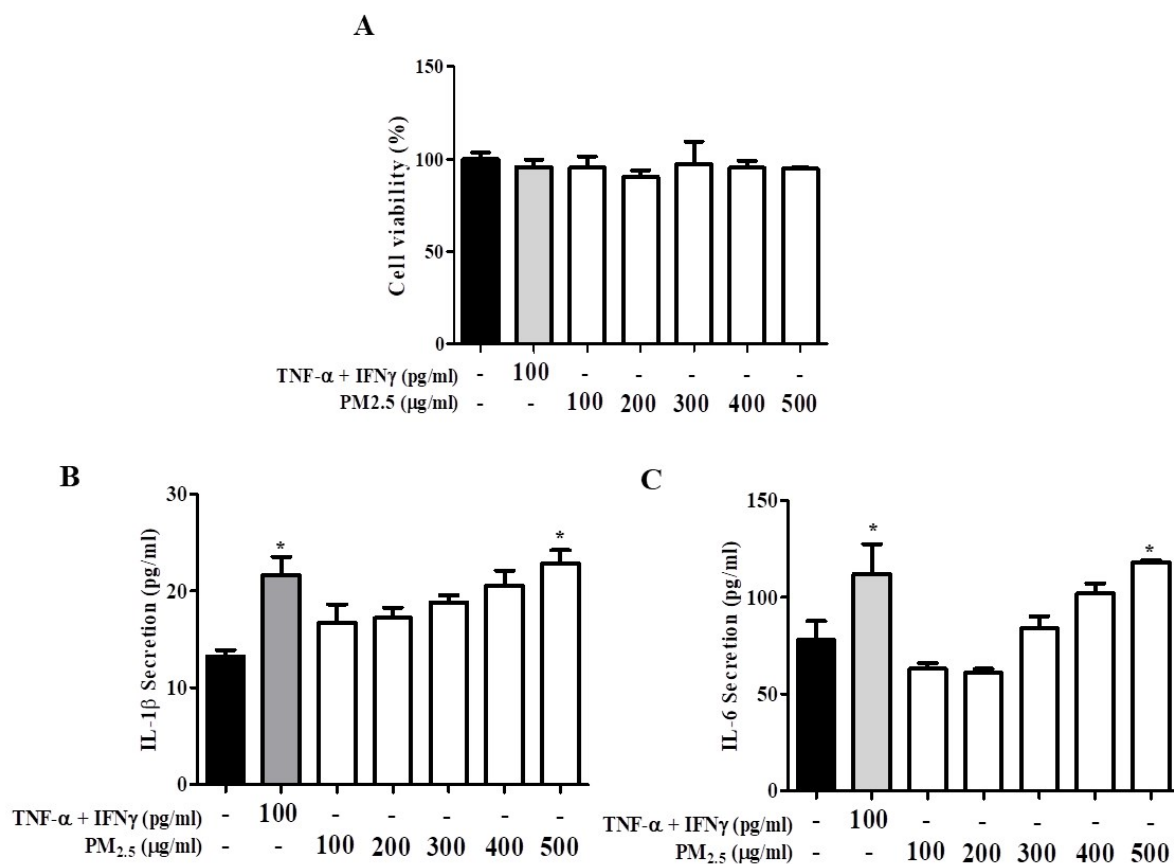 A
Cell viability (%)
150
100
50
0
TNF-α + IFNγ (pg/ml) - 100 - - - - -
PM2.5 (μg/ml) - - 100 200 300 400 500
B
IL-1β Secretion (pg/ml)
30
20
10
0
* *
TNF-α + IFNγ (pg/ml) - 100 - - - - -
PM2.5 (μg/ml) - - 100 200 300 400 500
C
IL-6 Secretion (pg/ml)
150
100
50
0
* *
TNF-α + IFNγ (pg/ml) - 100 - - - - -
PM2.5 (μg/ml) - - 100 200 300 400 500